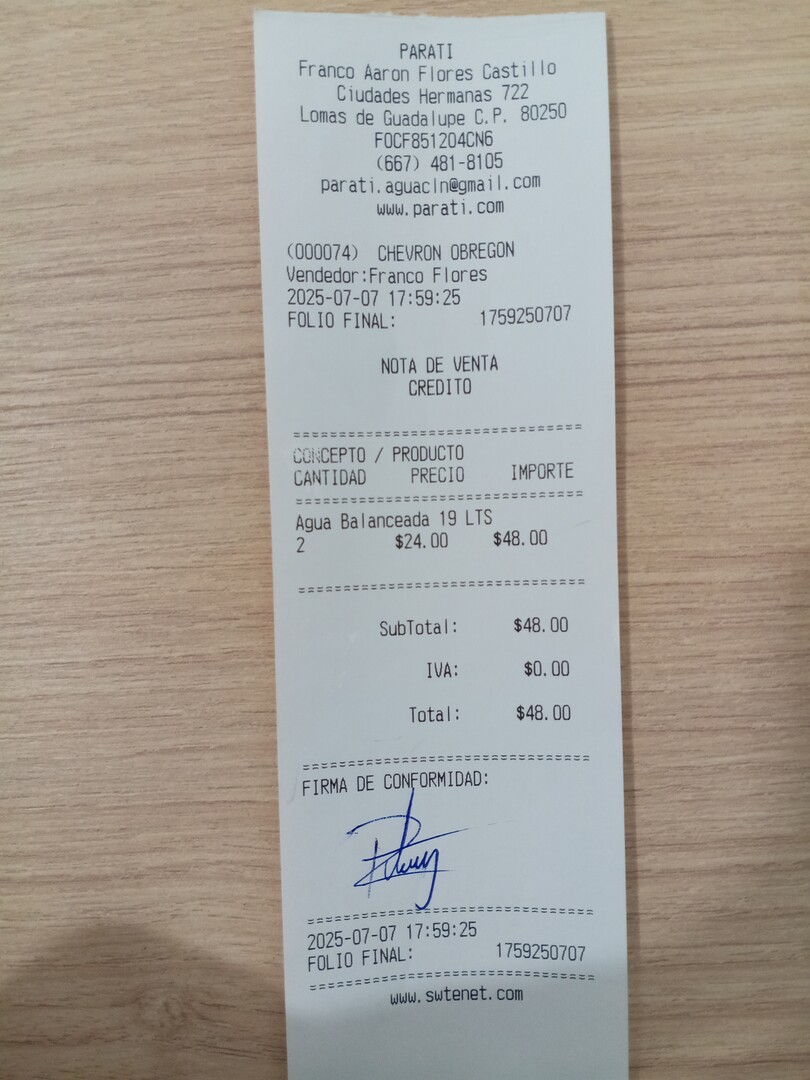 PARATI
Franco Aaron Flores Castillo
Ciudades Hermanas 722
Lomas de Guadalupe C.P. 80250
FOCF851204CN6
(667) 481-8105
parati.aguacln@gmail.com
www.parati.com
(000074) CHEVRON OBREGON
Vendedor:Franco Flores
2025-07-07 17:59:25
FOLIO FINAL: 1759250707
NOTA DE VENTA
CREDITO
==================================
CONCEPTO / PRODUCTO
CANTIDAD PRECIO IMPORTE
==================================
Agua Balanceada 19 LTS
2 $24.00 $48.00
==================================
SubTotal: $48.00
IVA: $0.00
Total: $48.00
==================================
FIRMA DE CONFORMIDAD:
==================================
2025-07-07 17:59:25
FOLIO FINAL: 1759250707
==================================
www.swtenet.com